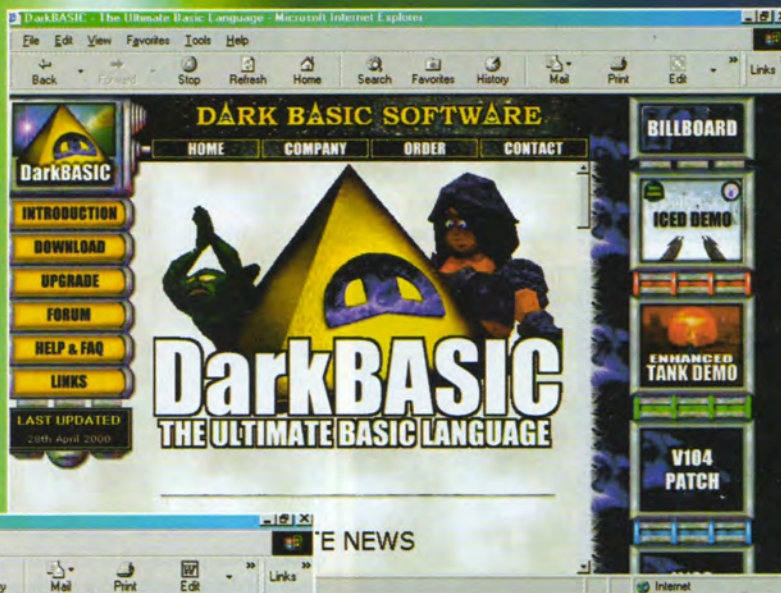 DarkBASIC - The Ultimate Basic Language - Microsoft Internet Explorer
File Edit View Favorites Tools Help
Back Forward Stop Refresh Home Search Favorites History Mail Print Edit Links
DARK BASIC SOFTWARE
HOME COMPANY ORDER CONTACT
DarkBASIC
INTRODUCTION
DOWNLOAD
UPGRADE
FORUM
HELP & FAQ
LINKS
LAST UPDATED
28th April 2000
DarkBASIC
THE ULTIMATE BASIC LANGUAGE
BILLBOARD
ICED DEMO
ENHANCED
TANK DEMO
V104
PATCH
TE NEWS
Mail Print Edit Links
Internet